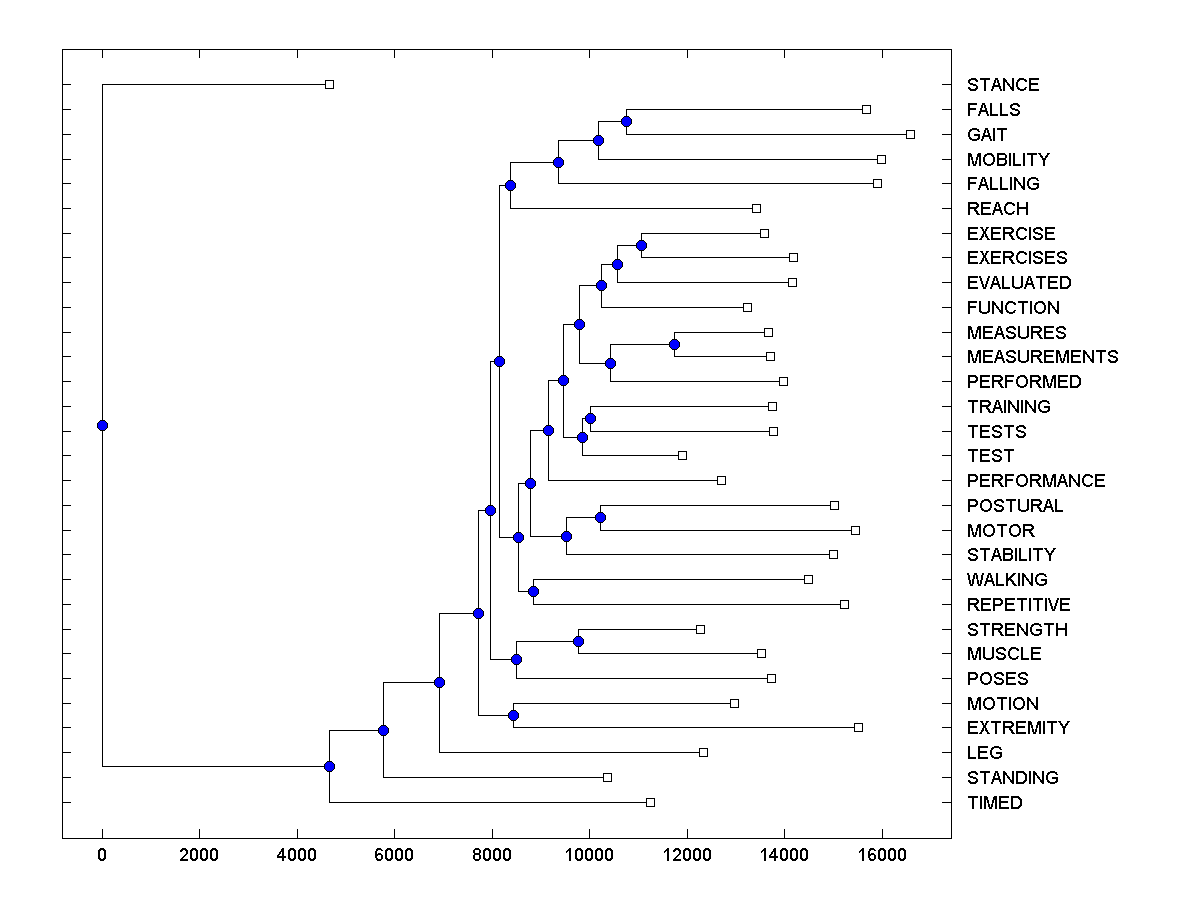 STANCE
FALLS
GAIT
MOBILITY
FALLING
REACH
EXERCISE
EXERCISES
EVALUATED
FUNCTION
MEASURES
MEASUREMENTS
PERFORMED
TRAINING
TESTS
TEST
PERFORMANCE
POSTURAL
MOTOR
STABILITY
WALKING
REPETITIVE
STRENGTH
MUSCLE
POSES
MOTION
EXTREMITY
LEG
STANDING
TIMED
0 2000 4000 6000 8000 10000 12000 14000 16000